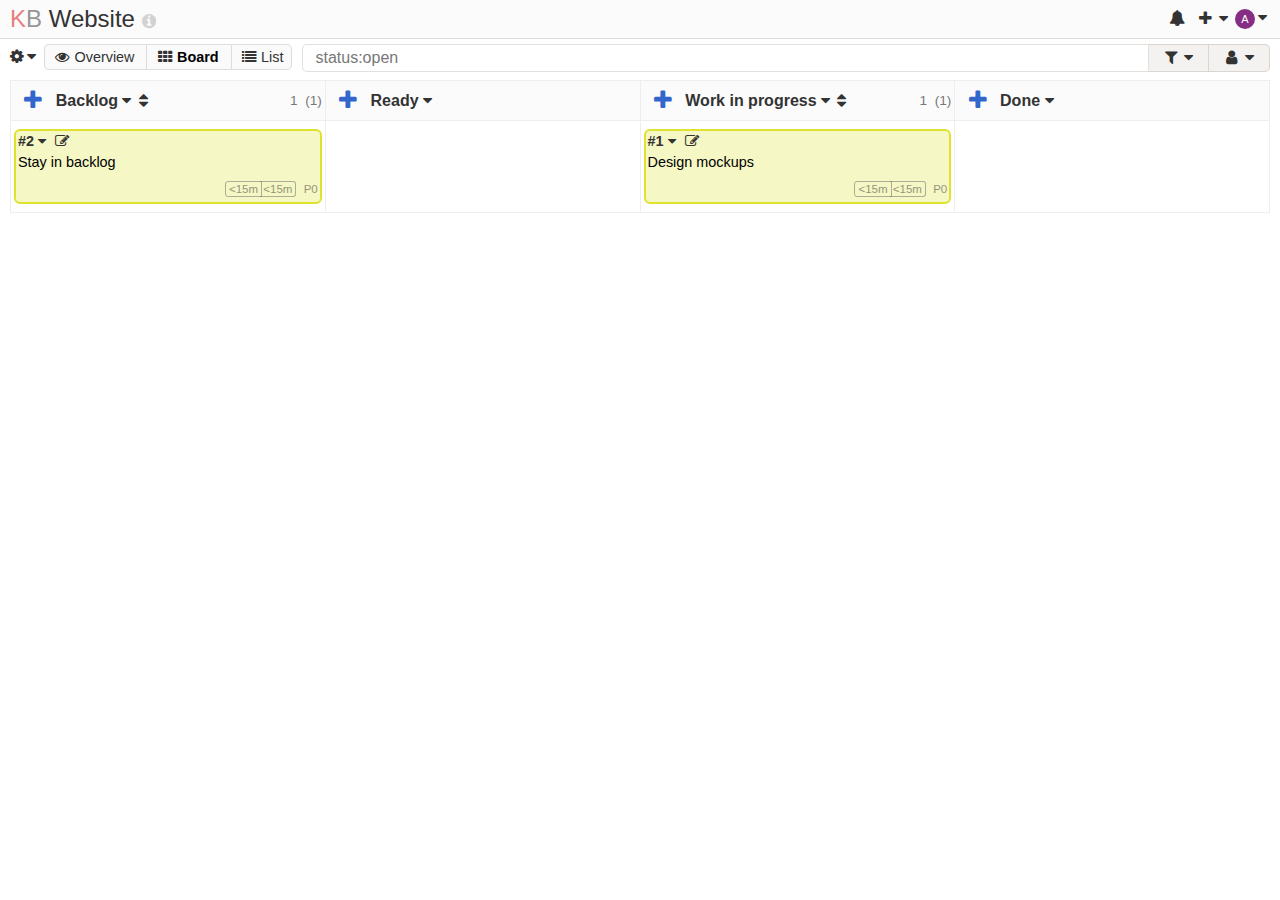 KB Website
A
Overview Board List status:open
Backlog 1 (1) Ready Work in progress 1 (1) Done
#2
Stay in backlog
<15m <15m P0
#1
Design mockups
<15m <15m P0